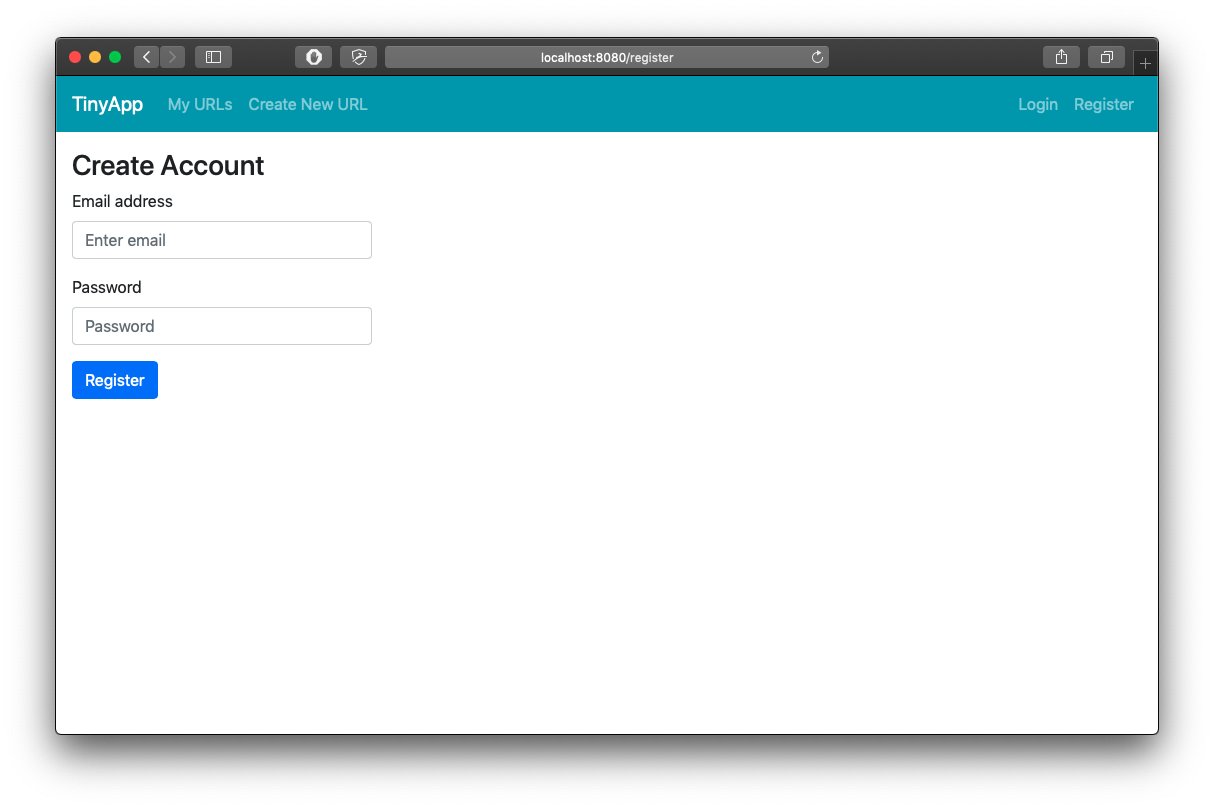 localhost:8080/register
TinyApp My URLs Create New URL Login Register
Create Account
Email address
Enter email
Password
Password
Register